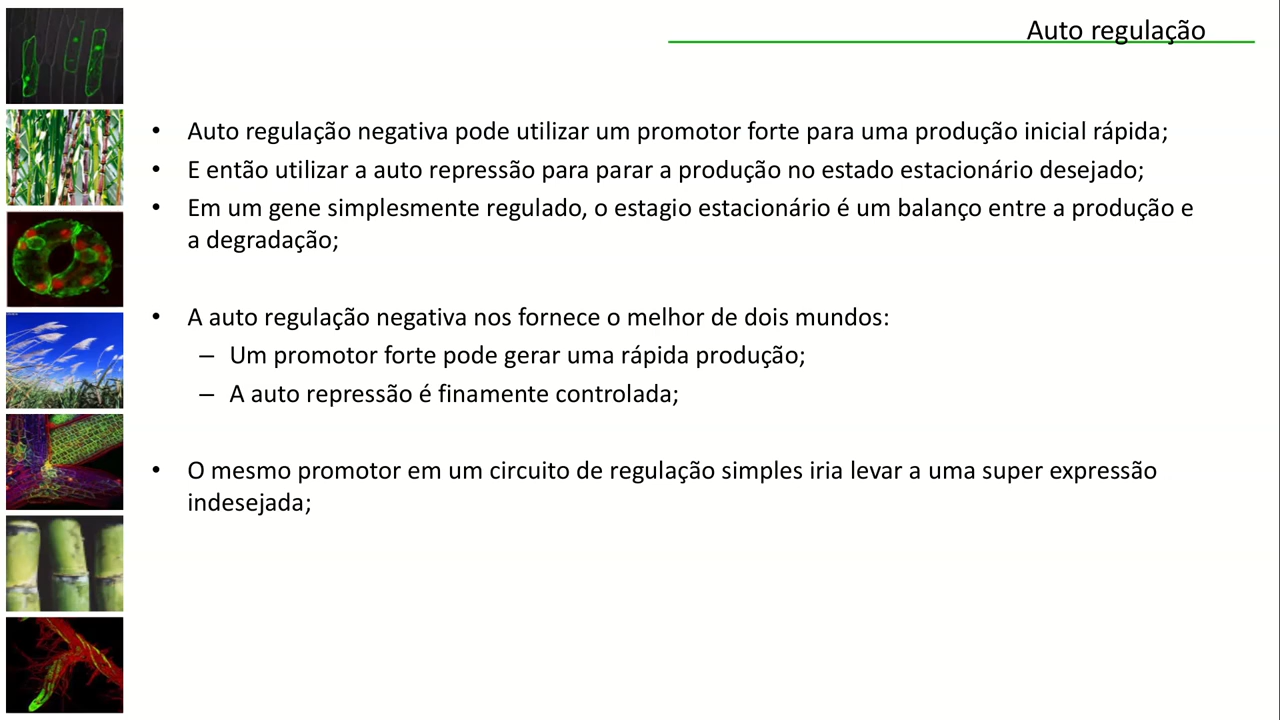 Auto regulação
• Auto regulação negativa pode utilizar um promotor forte para uma produção inicial rápida;
• E então utilizar a auto repressão para parar a produção no estado estacionário desejado;
• Em um gene simplesmente regulado, o estagio estacionário é um balanço entre a produção e
a degradação;
• A auto regulação negativa nos fornece o melhor de dois mundos:
– Um promotor forte pode gerar uma rápida produção;
– A auto repressão é finamente controlada;
• O mesmo promotor em um circuito de regulação simples iria levar a uma super expressão
indesejada;